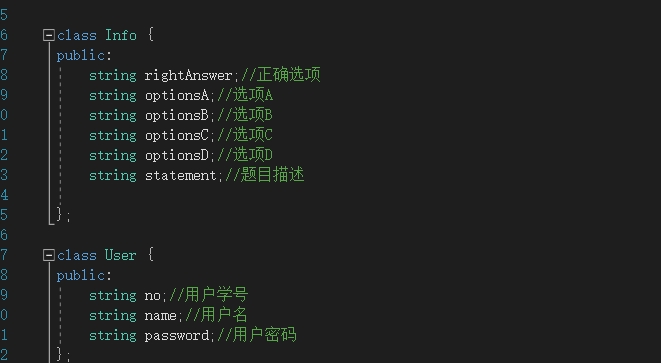 5
6 class Info {
7 public:
8 string rightAnswer;//正确选项
9 string optionsA;//选项A
0 string optionsB;//选项B
1 string optionsC;//选项C
2 string optionsD;//选项D
3 string statement;//题目描述
4
5 };
6
7 class User {
8 public:
9 string no;//用户学号
0 string name;//用户名
1 string password;//用户密码
2 };